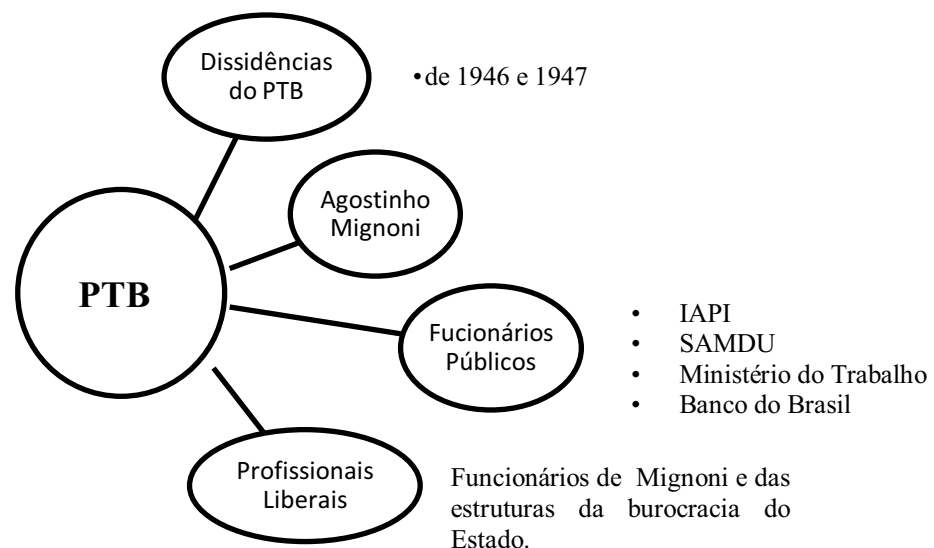 Dissidências
do PTB
•de 1946 e 1947
Agostinho
Mignoni
PTB
Fucionários
Públicos
• IAPI
• SAMDU
• Ministério do Trabalho
• Banco do Brasil
Profissionais
Liberais
Funcionários de Mignoni e das
estruturas da burocracia do
Estado.